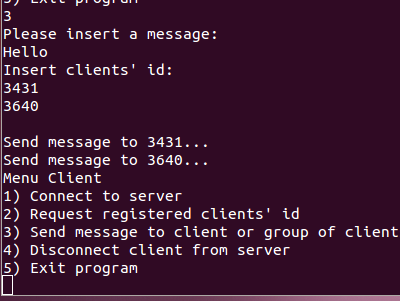 5) Exit program
3
Please insert a message:
Hello
Insert clients' id:
3431
3640
Send message to 3431...
Send message to 3640...
Menu Client
1) Connect to server
2) Request registered clients' id
3) Send message to client or group of client
4) Disconnect client from server
5) Exit program